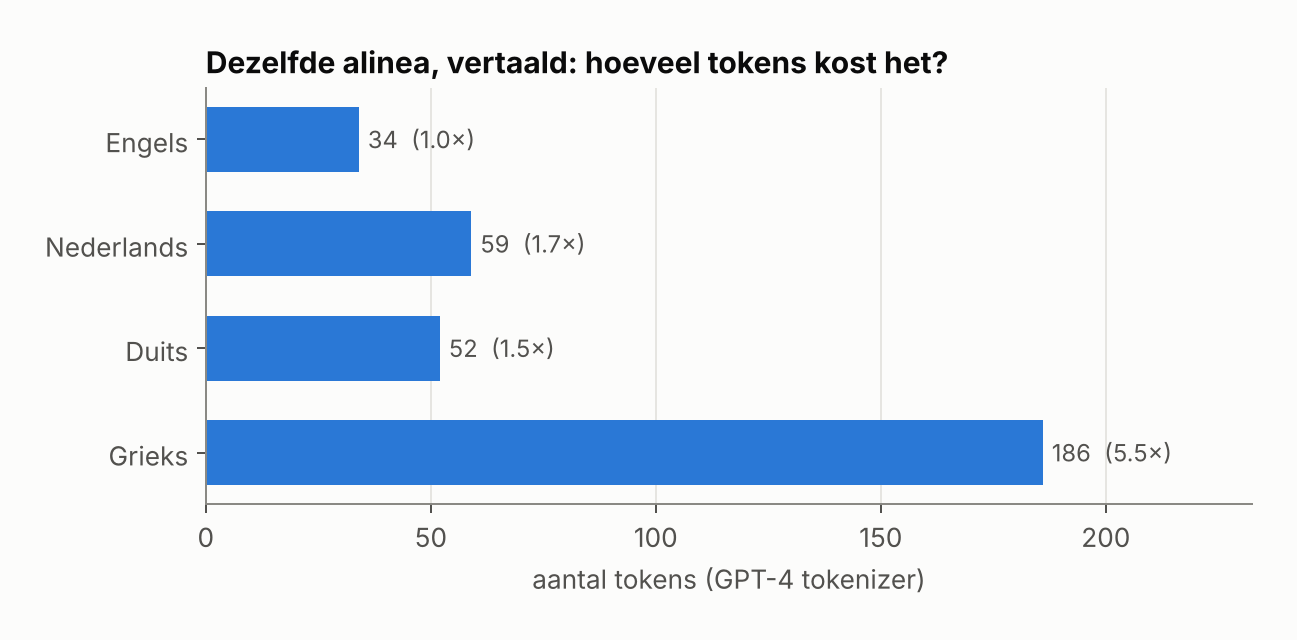 Dezelfde alinea, vertaald: hoeveel tokens kost het?
Engels 34 (1.0×)
Nederlands 59 (1.7×)
Duits 52 (1.5×)
Grieks 186 (5.5×)
0 50 100 150 200
aantal tokens (GPT-4 tokenizer)